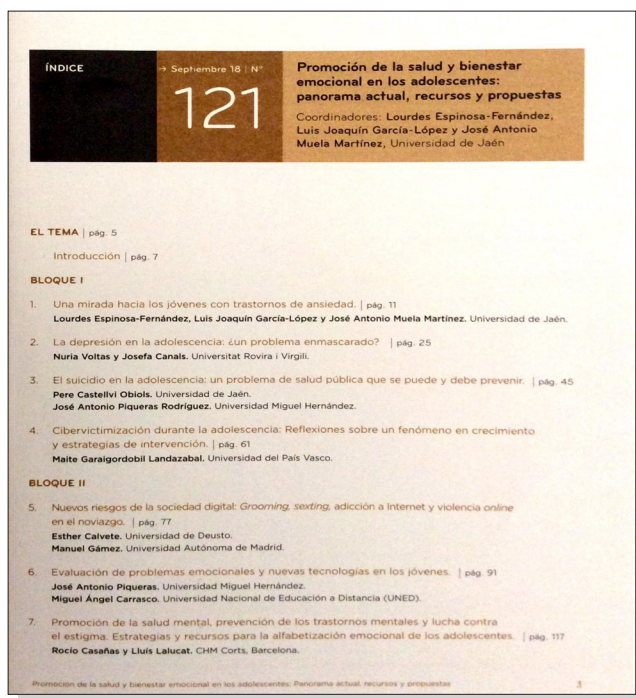 ÍNDICE
→ Septiembre 18 | Nº
121
Promoción de la salud y bienestar
emocional en los adolescentes:
panorama actual, recursos y propuestas
Coordinadores: Lourdes Espinosa-Fernández,
Luis Joaquín García-López y José Antonio
Muela Martínez, Universidad de Jaén
EL TEMA | pág. 5
Introducción | pág. 7
BLOQUE I
1. Una mirada hacia los jóvenes con trastornos de ansiedad. | pág. 11
Lourdes Espinosa-Fernández, Luis Joaquín García-López y José Antonio Muela Martínez. Universidad de Jaén.
2. La depresión en la adolescencia: ¿un problema enmascarado? | pág. 25
Nuria Voltas y Josefa Canals. Universitat Rovira i Virgili.
3. El suicidio en la adolescencia: un problema de salud pública que se puede y debe prevenir. | pág. 45
Pere Castellví Obiols. Universidad de Jaén.
José Antonio Piqueras Rodríguez. Universidad Miguel Hernández.
4. Cibervictimización durante la adolescencia: Reflexiones sobre un fenómeno en crecimiento
y estrategias de intervención. | pág. 61
Maite Garaigordobil Landazabal. Universidad del País Vasco.
BLOQUE II
5. Nuevos riesgos de la sociedad digital: Grooming, sexting, adicción a Internet y violencia online
en el noviazgo. | pág. 77
Esther Calvete. Universidad de Deusto.
Manuel Gámez. Universidad Autónoma de Madrid.
6. Evaluación de problemas emocionales y nuevas tecnologías en los jóvenes. | pág. 91
José Antonio Piqueras. Universidad Miguel Hernández.
Miguel Ángel Carrasco. Universidad Nacional de Educación a Distancia (UNED).
7. Promoción de la salud mental, prevención de los trastornos mentales y lucha contra
el estigma. Estrategias y recursos para la alfabetización emocional de los adolescentes. | pág. 117
Rocío Casañas y Lluís Lalucat. CHM Corts, Barcelona.
Promoción de la salud y bienestar emocional en los adolescentes: Panorama actual, recursos y propuestas 3